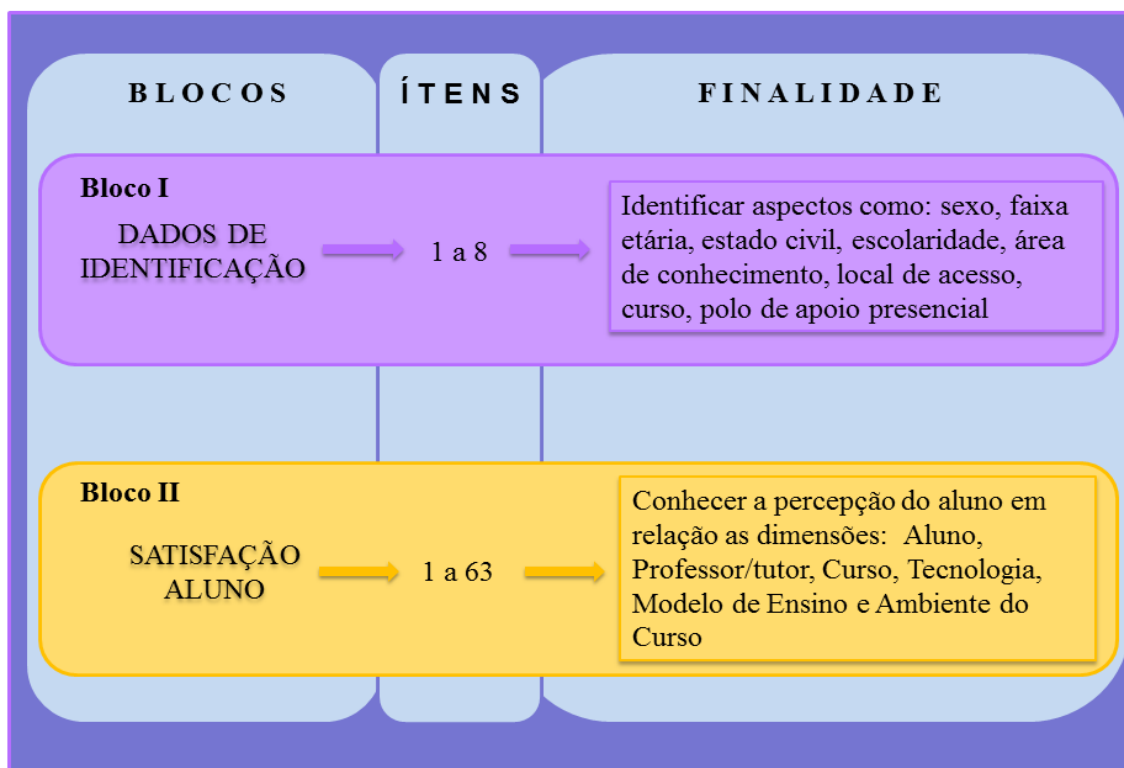 BLOCOS
ÍTENS
FINALIDADE
Bloco I
DADOS DE
IDENTIFICAÇÃO
1 a 8
Identificar aspectos como: sexo, faixa
etária, estado civil, escolaridade, área
de conhecimento, local de acesso,
curso, polo de apoio presencial
Bloco II
SATISFAÇÃO
ALUNO
1 a 63
Conhecer a percepção do aluno em
relação as dimensões: Aluno,
Professor/tutor, Curso, Tecnologia,
Modelo de Ensino e Ambiente do
Curso